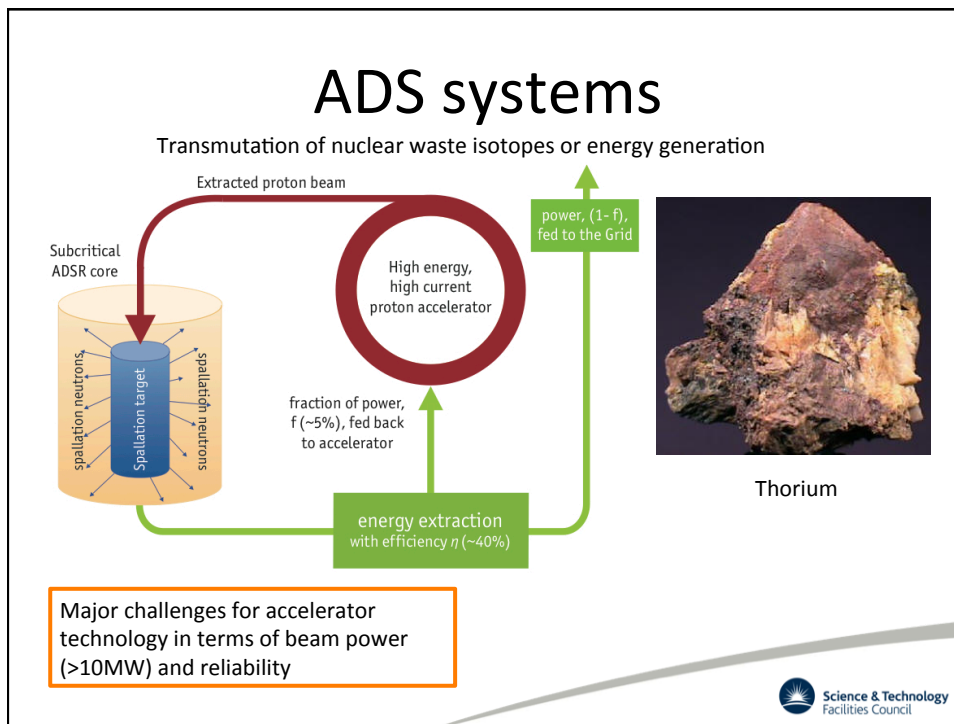 ADS systems
Transmutation of nuclear waste isotopes or energy generation
Extracted proton beam
Subcritical
ADSR core
spallation neutrons
Spallation target
spallation neutrons
High energy,
high current
proton accelerator
power, (1- f),
fed to the Grid
fraction of power,
f (~5%), fed back
to accelerator
energy extraction
with efficiency η (~40%)
Thorium
Major challenges for accelerator
technology in terms of beam power
(>10MW) and reliability
Science & Technology
Facilities Council